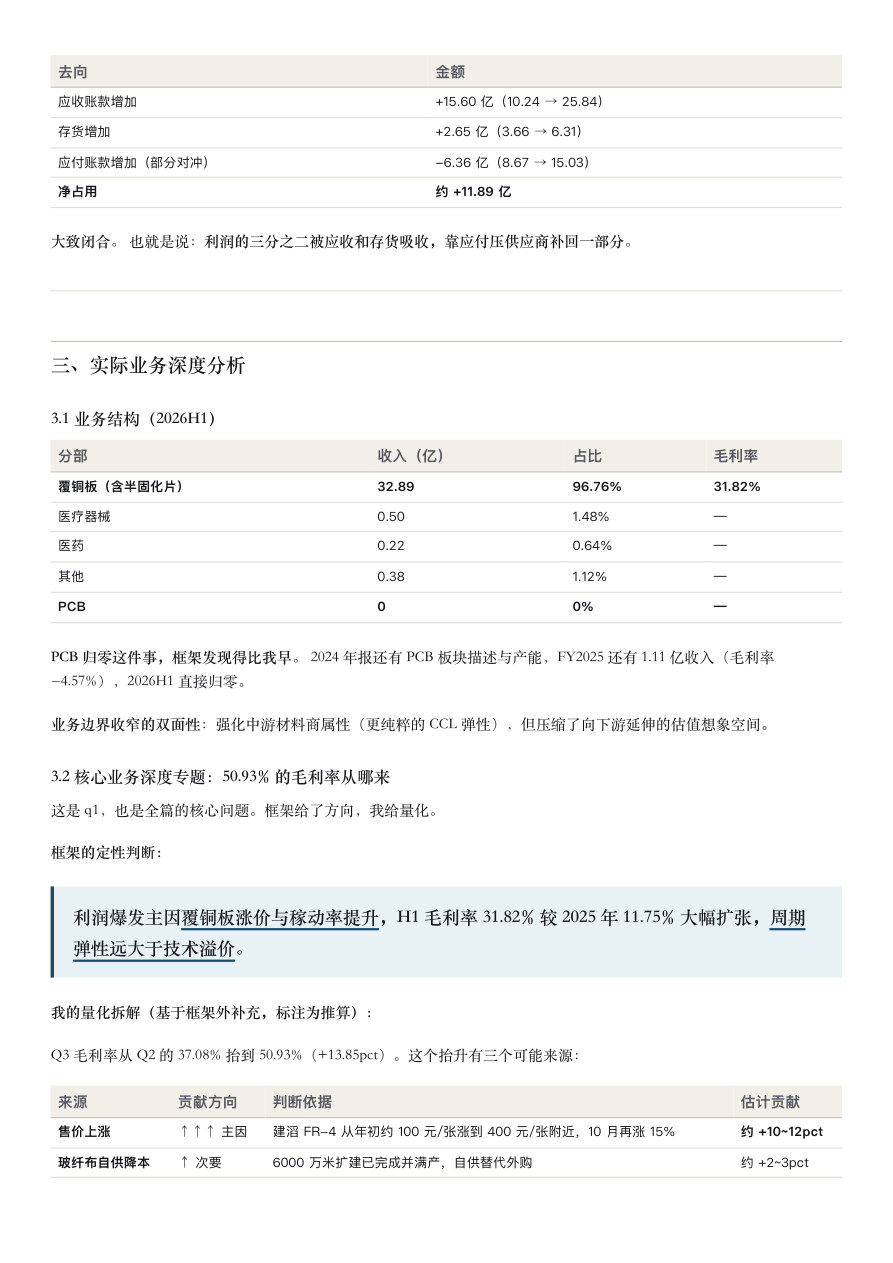 去向 金额
应收账款增加 +15.60 亿（10.24 → 25.84）
存货增加 +2.65 亿（3.66 → 6.31）
应付账款增加（部分对冲） −6.36 亿（8.67 → 15.03）
净占用 约 +11.89 亿
大致闭合。 也就是说：利润的三分之二被应收和存货吸收，靠应付压供应商补回一部分。
三、实际业务深度分析
3.1 业务结构（2026H1）
分部 收入（亿） 占比 毛利率
覆铜板（含半固化片） 32.89 96.76% 31.82%
医疗器械 0.50 1.48% —
医药 0.22 0.64% —
其他 0.38 1.12% —
PCB 0 0% —
PCB 归零这件事，框架发现得比我早。 2024 年报还有 PCB 板块描述与产能，FY2025 还有 1.11 亿收入（毛利率
−4.57%），2026H1 直接归零。
业务边界收窄的双面性：强化中游材料商属性（更纯粹的 CCL 弹性），但压缩了向下游延伸的估值想象空间。
3.2 核心业务深度专题：50.93% 的毛利率从哪来
这是 q1，也是全篇的核心问题。框架给了方向，我给量化。
框架的定性判断：
利润爆发主因覆铜板涨价与稼动率提升，H1 毛利率 31.82% 较 2025 年 11.75% 大幅扩张，周期
弹性远大于技术溢价。
我的量化拆解（基于框架外补充，标注为推算）：
Q3 毛利率从 Q2 的 37.08% 抬到 50.93%（+13.85pct）。这个抬升有三个可能来源：
来源 贡献方向 判断依据 估计贡献
售价上涨 ↑↑↑ 主因 建滔 FR-4 从年初约 100 元/张涨到 400 元/张附近，10 月再涨 15% 约 +10~12pct
玻纤布自供降本 ↑ 次要 6000 万米扩建已完成并满产，自供替代外购 约 +2~3pct